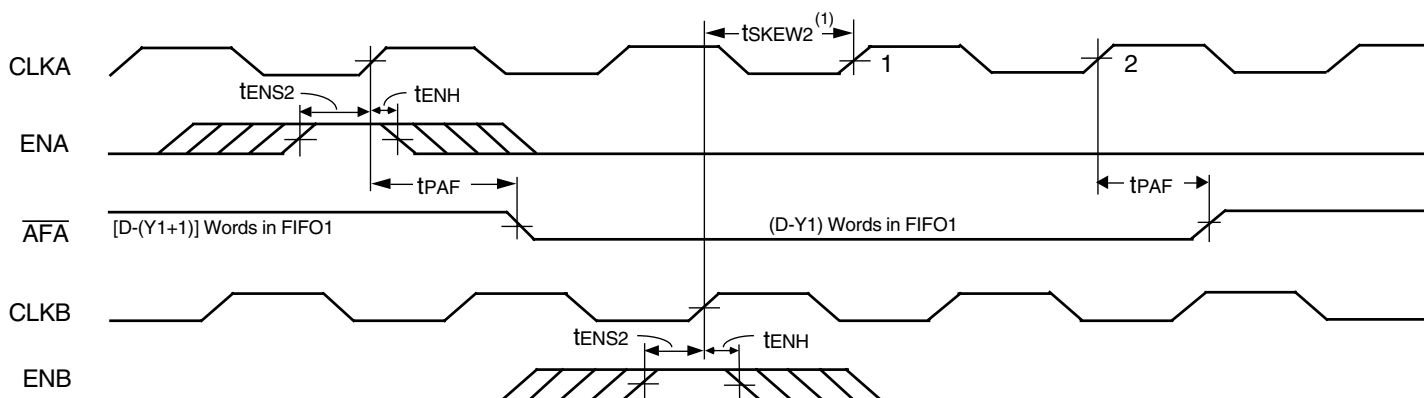 tSKEW2 (1)
CLKA
1
2
tENS2
tENH
ENA
tPAF
tPAF
AFA
[D-(Y1+1)] Words in FIFO1
(D-Y1) Words in FIFO1
CLKB
tENS2
tENH
ENB